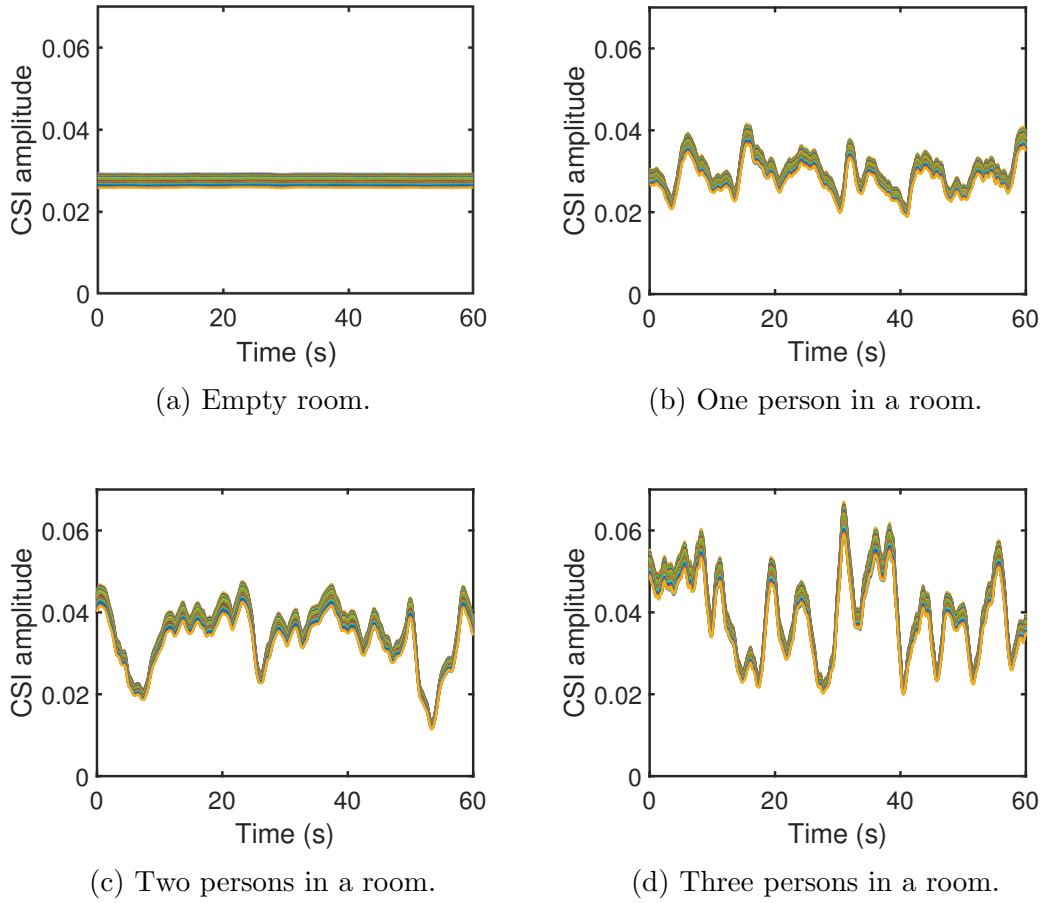 CSI amplitude
0.06
0.04
0.02
0
0 20 40 60
Time (s)
(a) Empty room.
CSI amplitude
0.06
0.04
0.02
0
0 20 40 60
Time (s)
(b) One person in a room.
CSI amplitude
0.06
0.04
0.02
0
0 20 40 60
Time (s)
(c) Two persons in a room.
CSI amplitude
0.06
0.04
0.02
0
0 20 40 60
Time (s)
(d) Three persons in a room.